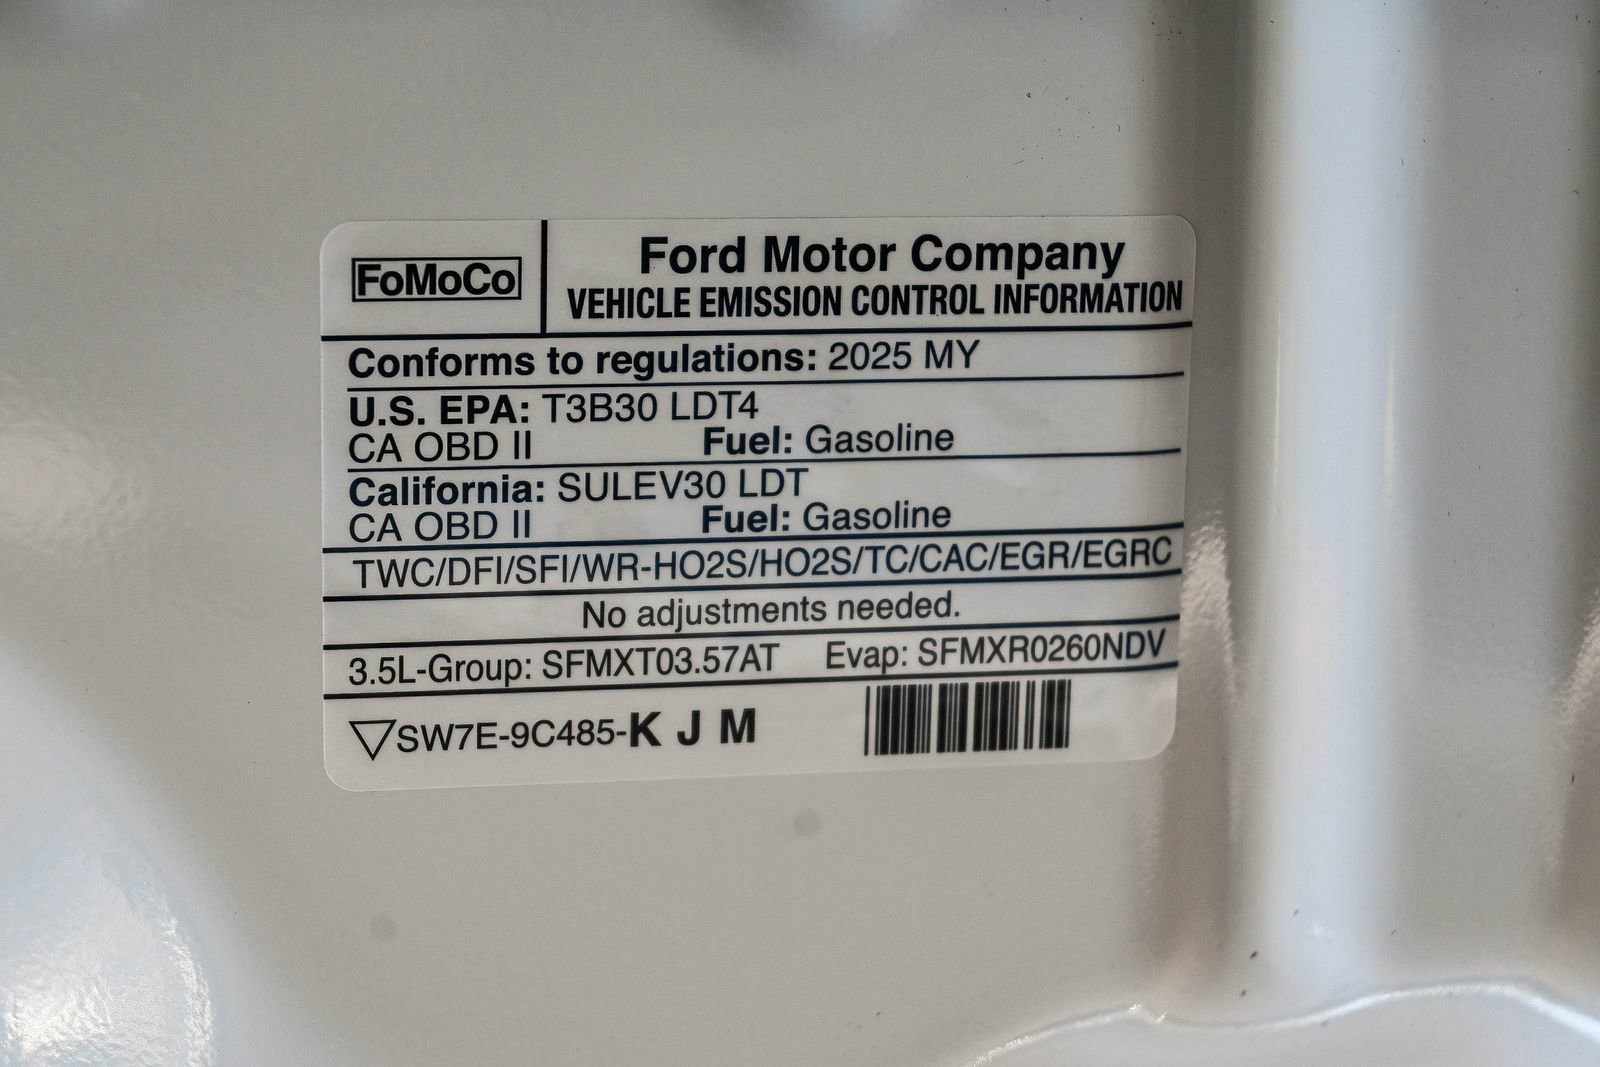 FoMoCo
Ford Motor Company
VEHICLE EMISSION CONTROL INFORMATION
Conforms to regulations: 2025 MY
U.S. EPA: T3B30 LDT4
CA OBD II Fuel: Gasoline
California: SULEV30 LDT
CA OBD II Fuel: Gasoline
TWC/DFI/SFI/WR-HO2S/HO2S/TC/CAC/EGR/EGRC
No adjustments needed.
3.5L-Group: SFMXT03.57AT Evap: SFMXR0260NDV
SW7E-9C485-K J M